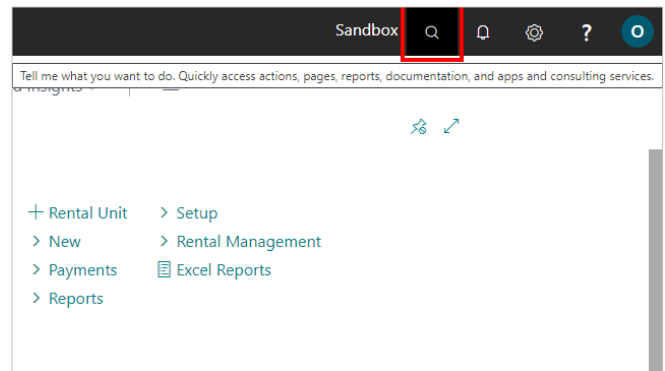 Sandbox ? O
Tell me what you want to do. Quickly access actions, pages, reports, documentation, and apps and consulting services.
+ Rental Unit > Setup
> New > Rental Management
> Payments Excel Reports
> Reports